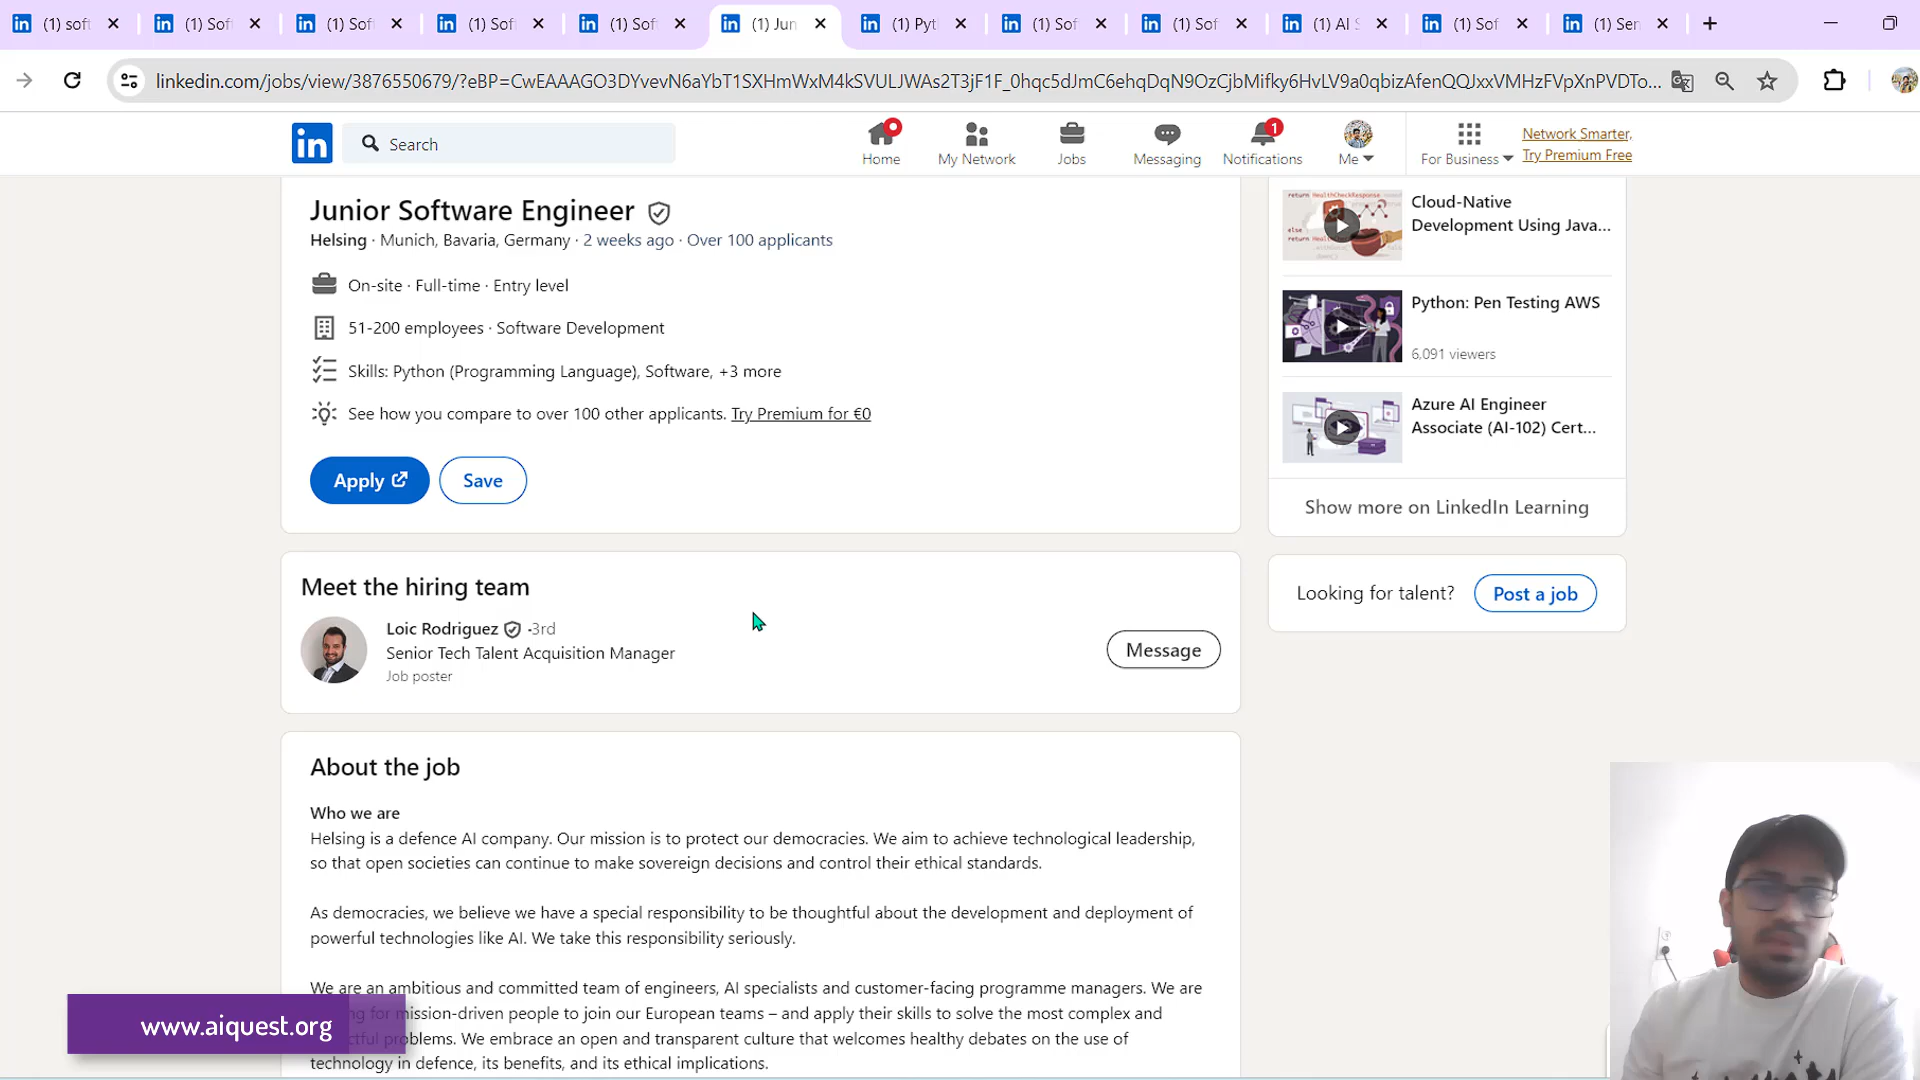 (1) soft
(1) Soft
(1) Soft
(1) Soft
(1) Soft
(1) Jun
(1) Pyt
(1) Sof
(1) Sof
(1) AI S
(1) Sof
(1) Sen
linkedin.com/jobs/view/3876550679/?eBP=CwEAAAGO3DYvevN6aYbT1SXHmWxM4kSVULJWAs2T3jF1F_0hqc5dJmC6ehqDqN9OzCjbMifky6HvLV9a0qbizAfenQQJxxVMHzFVpXnPVDTo...
in
Search
Home
My Network
Jobs
Messaging
1
Notifications
Me
For Business
Network Smarter,
Try Premium Free
Junior Software Engineer
Helsing · Munich, Bavaria, Germany · 2 weeks ago · Over 100 applicants
On-site · Full-time · Entry level
51-200 employees · Software Development
Skills: Python (Programming Language), Software, +3 more
See how you compare to over 100 other applicants. Try Premium for €0
Apply
Save
Meet the hiring team
Loic Rodriguez · 3rd
Senior Tech Talent Acquisition Manager
Job poster
Message
About the job
Who we are
Helsing is a defence AI company. Our mission is to protect our democracies. We aim to achieve technological leadership,
so that open societies can continue to make sovereign decisions and control their ethical standards.
As democracies, we believe we have a special responsibility to be thoughtful about the development and deployment of
powerful technologies like AI. We take this responsibility seriously.
We are an ambitious and committed team of engineers, AI specialists and customer-facing programme managers. We are
mission-driven people to join our European teams – and apply their skills to solve the most complex and
problems. We embrace an open and transparent culture that welcomes healthy debates on the use of
technology in defence, its benefits, and its ethical implications.
Cloud-Native
Development Using Java...
Python: Pen Testing AWS
6,091 viewers
Azure AI Engineer
Associate (AI-102) Cert...
Show more on LinkedIn Learning
Looking for talent?
Post a job
www.aiquest.org